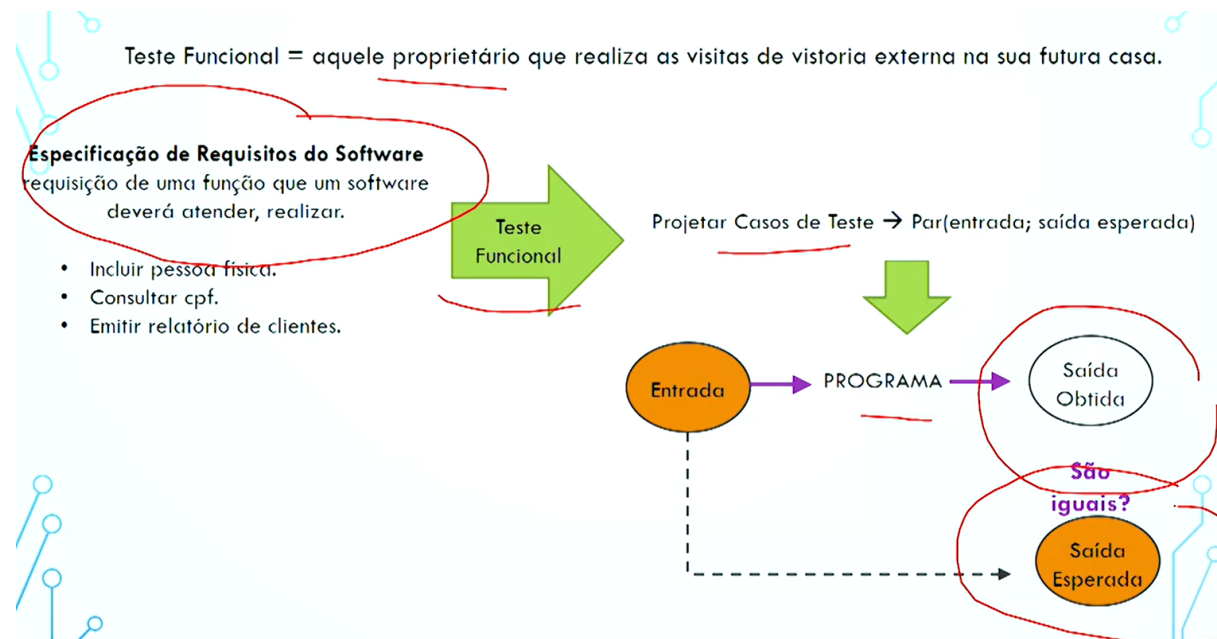 Teste Funcional = aquele proprietário que realiza as visitas de vistoria externa na sua futura casa.
Especificação de Requisitos do Software
requisição de uma função que um software
deverá atender, realizar.
• Incluir pessoa física.
• Consultar cpf.
• Emitir relatório de clientes.
Teste
Funcional
Projetar Casos de Teste → Par(entrada; saída esperada)
Entrada
PROGRAMA
Saída
Obtida
São
iguais?
Saída
Esperada